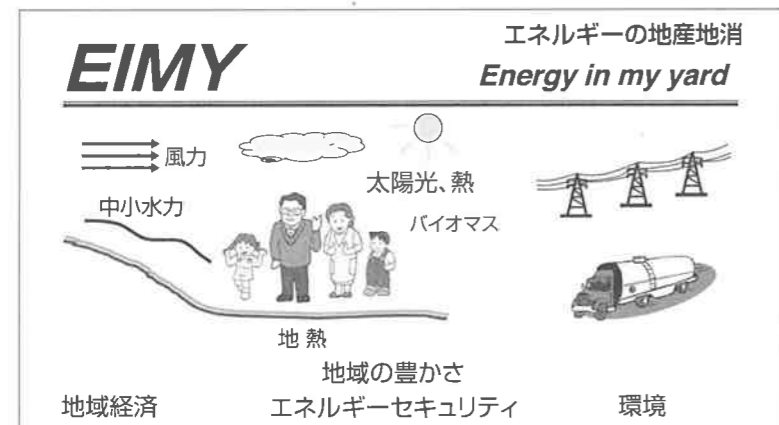 エネルギーの地産地消
EIMY
Energy in my yard
風力
太陽光、熱
中小水力
バイオマス
地 熱
地域の豊かさ
地域経済
エネルギーセキュリティ
環境